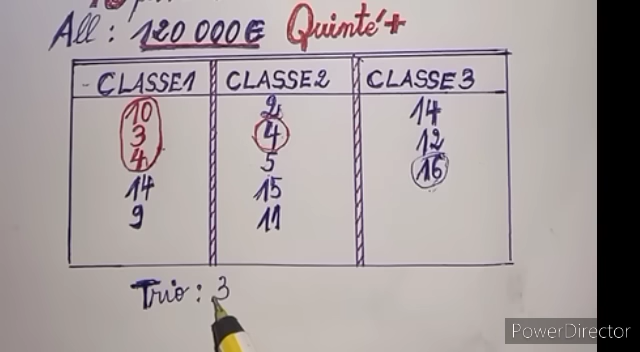 All : 120 000€ Quinté+
- CLASSE1 CLASSE2 CLASSE3
10 2 14
3 4 12
4 5 16
14 15
9 11
Trio : 3
PowerDirector